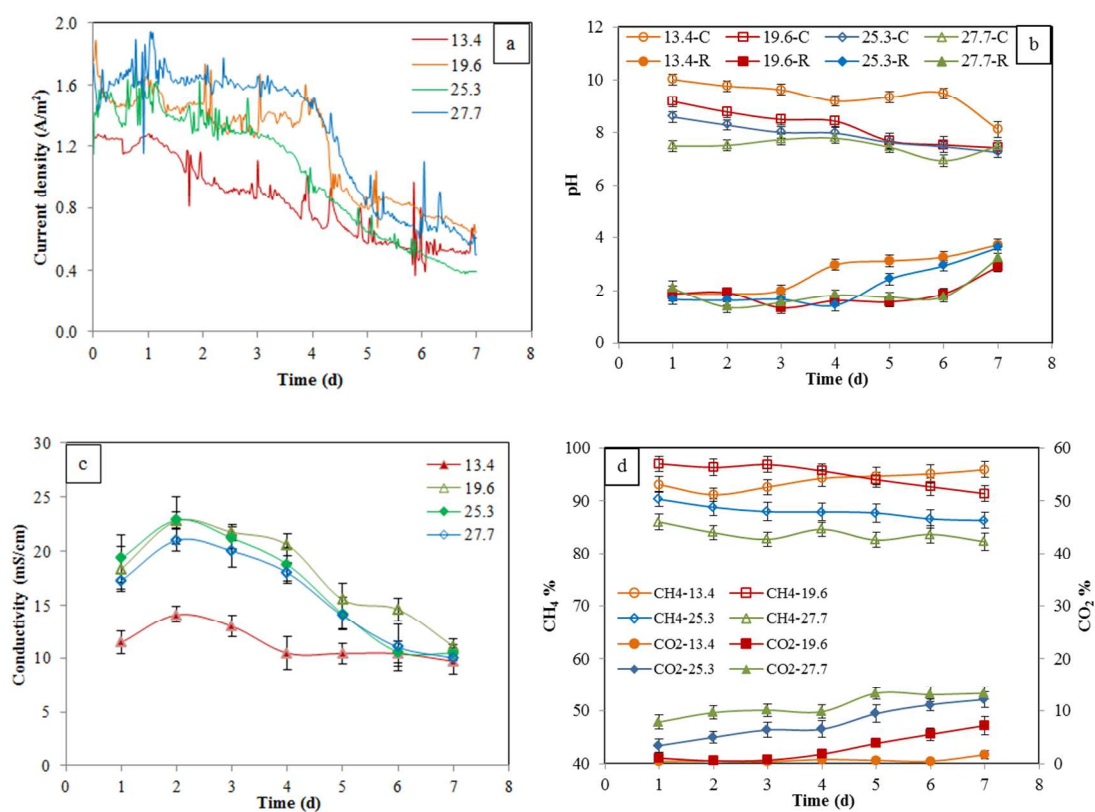 a
2.0
1.6
1.2
0.8
0.4
0.0
Current density (A/m²)
0 1 2 3 4 5 6 7 8
Time (d)
13.4
19.6
25.3
27.7
b
12
10
8
6
4
2
0
pH
0 1 2 3 4 5 6 7 8
Time (d)
13.4-C 19.6-C 25.3-C 27.7-C
13.4-R 19.6-R 25.3-R 27.7-R
c
30
25
20
15
10
5
0
Conductivity (mS/cm)
0 1 2 3 4 5 6 7 8
Time (d)
13.4
19.6
25.3
27.7
d
100
90
80
70
60
50
40
CH₄ %
60
50
40
30
20
10
0
CO₂ %
0 1 2 3 4 5 6 7 8
Time (d)
CH4-13.4 CH4-19.6
CH4-25.3 CH4-27.7
CO2-13.4 CO2-19.6
CO2-25.3 CO2-27.7